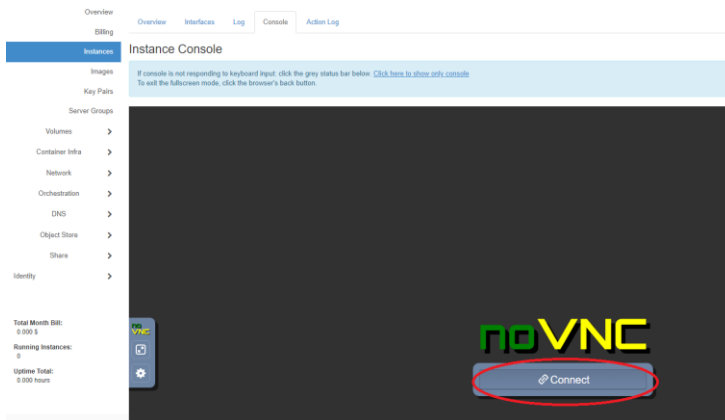 Overview
Billing
Instances
Images
Key Pairs
Server Groups
Volumes
Container Infra
Network
Orchestration
DNS
Object Store
Share
Identity
Total Month Bill:
0.000 $
Running Instances:
0
Uptime Total:
0.000 hours
Overview Interfaces Log Console Action Log
Instance Console
If console is not responding to keyboard input: click the grey status bar below. Click here to show only console
To exit the fullscreen mode, click the browser's back button.
no
VNC
noVNC
Connect